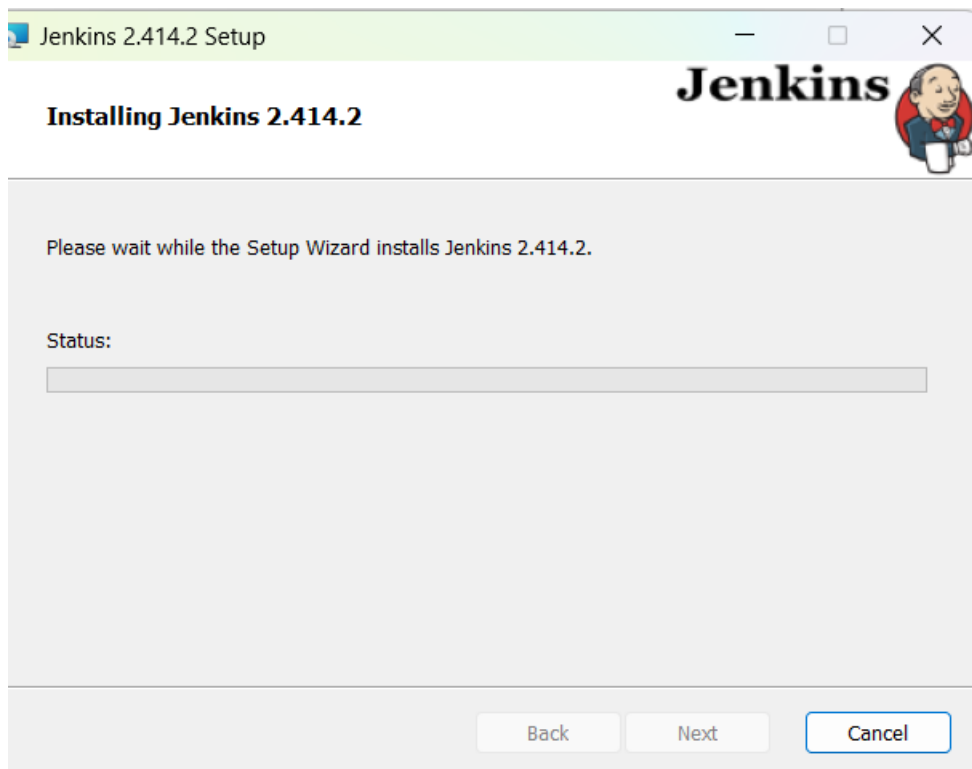 Jenkins 2.414.2 Setup
Jenkins
Installing Jenkins 2.414.2
Please wait while the Setup Wizard installs Jenkins 2.414.2.
Status:
Back
Next
Cancel